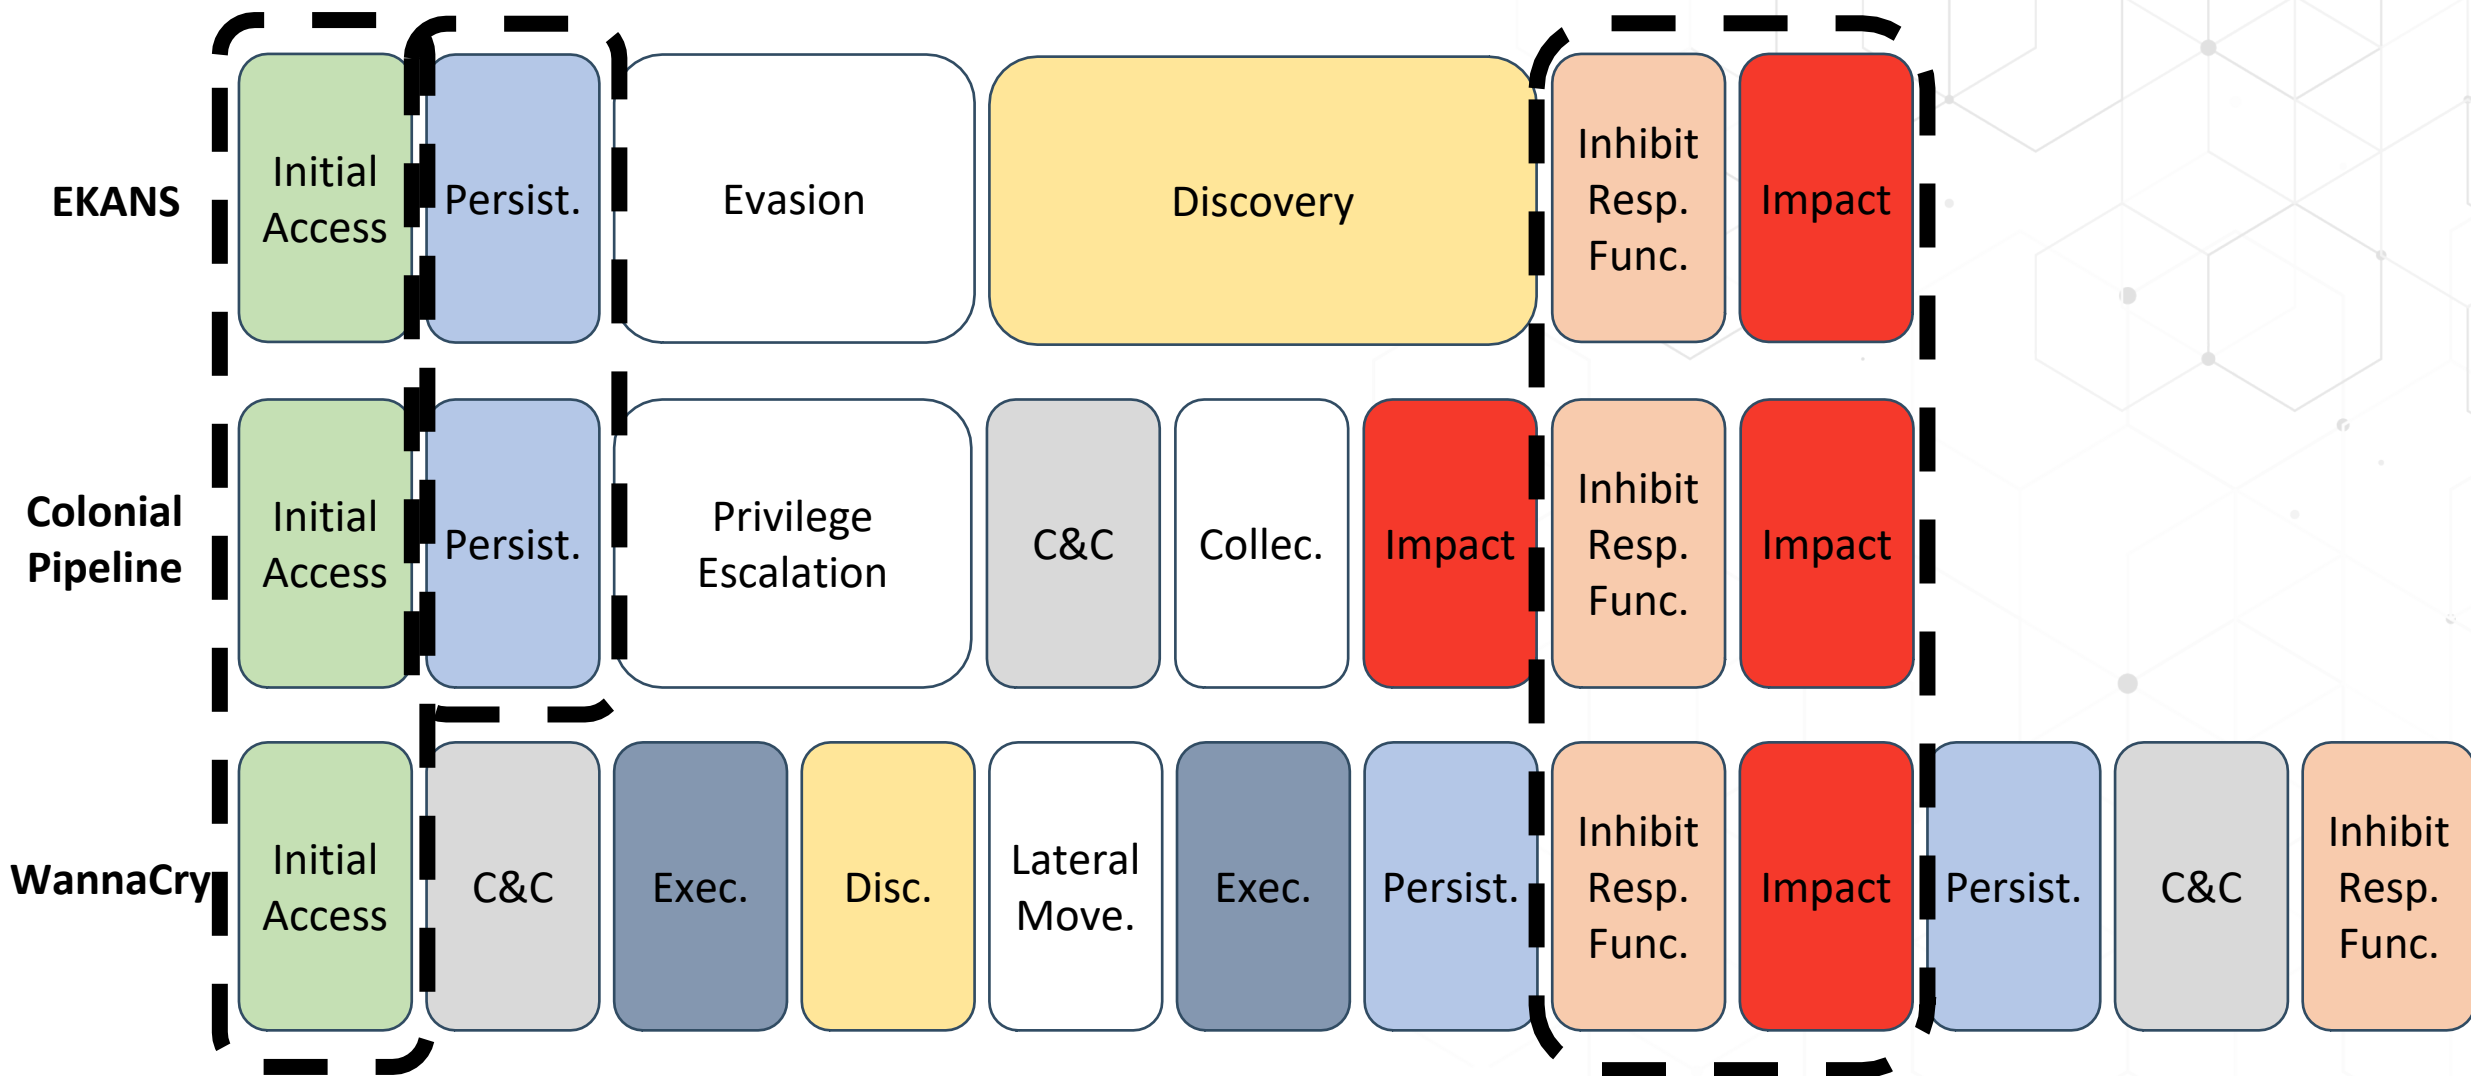 EKANS
Initial
Access
Persist.
Evasion
Discovery
Inhibit
Resp.
Func.
Impact
Colonial
Pipeline
Initial
Access
Persist.
Privilege
Escalation
C&C
Collec.
Impact
Inhibit
Resp.
Func.
Impact
WannaCry
Initial
Access
C&C
Exec.
Disc.
Lateral
Move.
Exec.
Persist.
Inhibit
Resp.
Func.
Impact
Persist.
C&C
Inhibit
Resp.
Func.